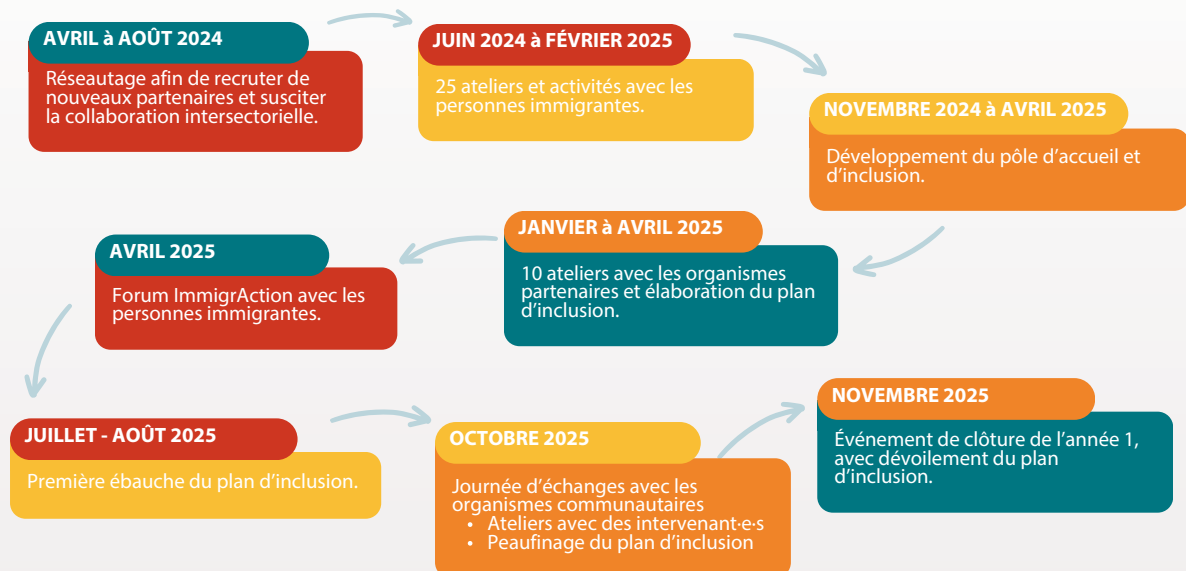 AVRIL à AOÛT 2024
Réseautage afin de recruter de
nouveaux partenaires et susciter
la collaboration intersectorielle.
JUIN 2024 à FÉVRIER 2025
25 ateliers et activités avec les
personnes immigrantes.
NOVEMBRE 2024 à AVRIL 2025
Développement du pôle d’accueil et
d’inclusion.
JANVIER à AVRIL 2025
10 ateliers avec les organismes
partenaires et élaboration du plan
d’inclusion.
AVRIL 2025
Forum ImmigrAction avec les
personnes immigrantes.
JUILLET - AOÛT 2025
Première ébauche du plan d’inclusion.
OCTOBRE 2025
Journée d’échanges avec les
organismes communautaires
• Ateliers avec des intervenant·e·s
• Peaufinage du plan d’inclusion
NOVEMBRE 2025
Événement de clôture de l’année 1,
avec dévoilement du plan
d’inclusion.